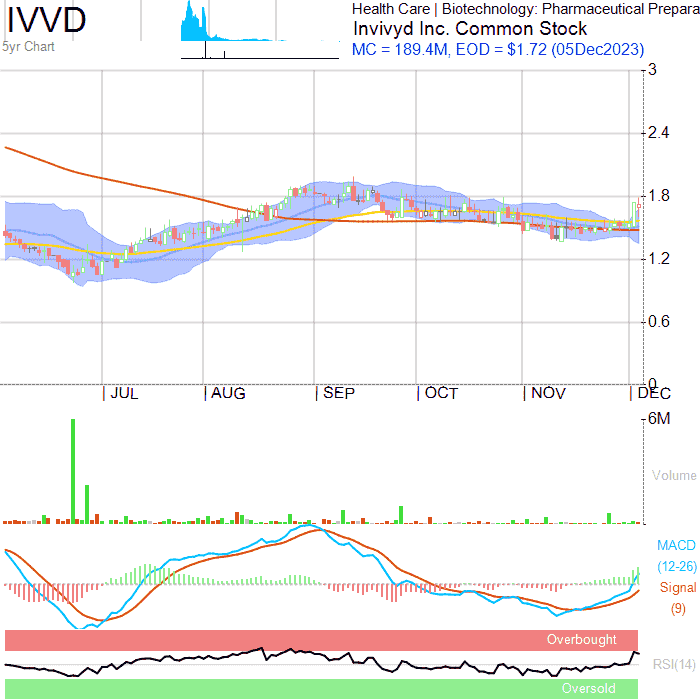 IVVD
5yr Chart
Health Care | Biotechnology: Pharmaceutical Prepara
Invivyd Inc. Common Stock
MC = 189.4M, EOD = $1.72 (05Dec2023)
3
2.4
1.8
1.2
0.6
0
JUL AUG SEP OCT NOV DEC
6M
Volume
MACD
(12-26)
Signal
(9)
Overbought
RSI(14)
Oversold